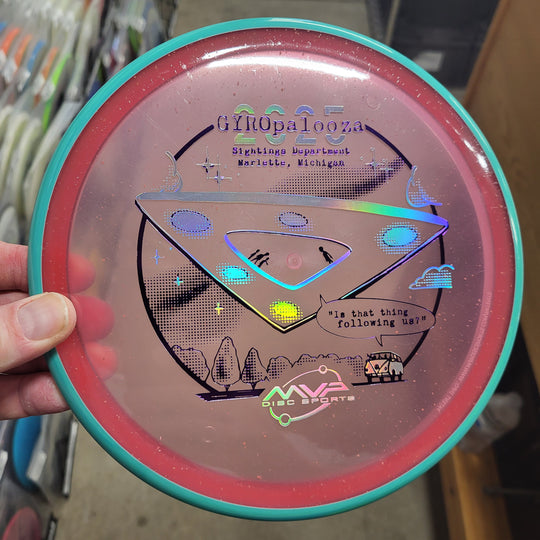 2025
GYROpalooza
Sightings Department
Marlette, Michigan
"Is that thing
following us?"
MVP
DISC SPORTS